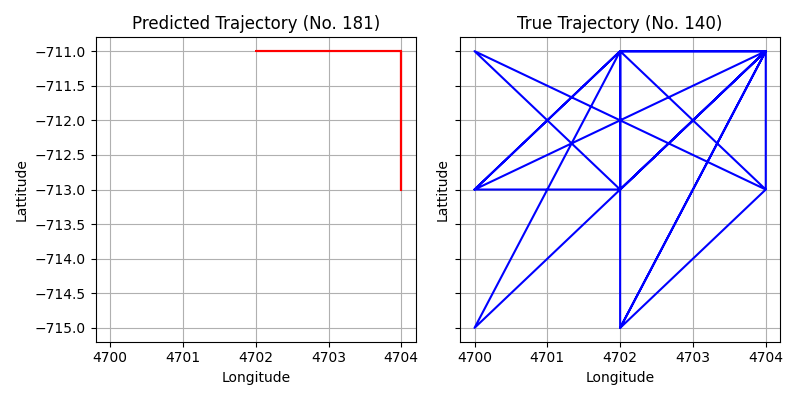 Predicted Trajectory (No. 181)
True Trajectory (No. 140)
−711.0
−711.5
−712.0
−712.5
−713.0
−713.5
−714.0
−714.5
−715.0
Lattitude
Lattitude
4700 4701 4702 4703 4704
4700 4701 4702 4703 4704
Longitude
Longitude